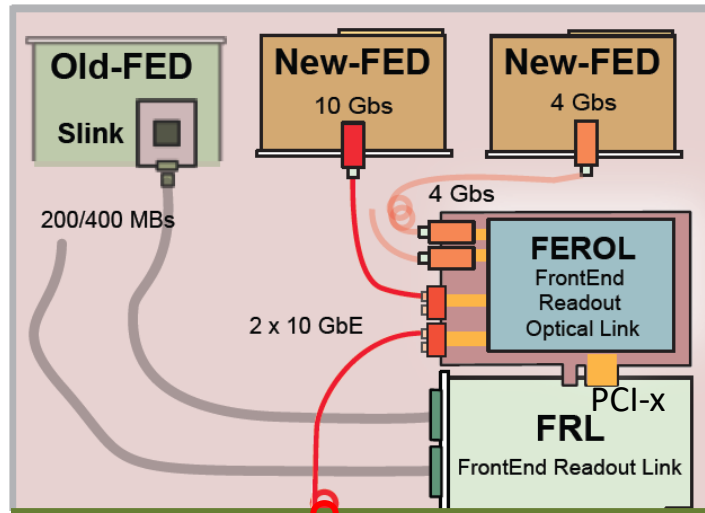 Old-FED
Slink
200/400 MBs
New-FED
10 Gbs
New-FED
4 Gbs
4 Gbs
2 x 10 GbE
FEROL
FrontEnd
Readout
Optical Link
PCI-x
FRL
FrontEnd Readout Link